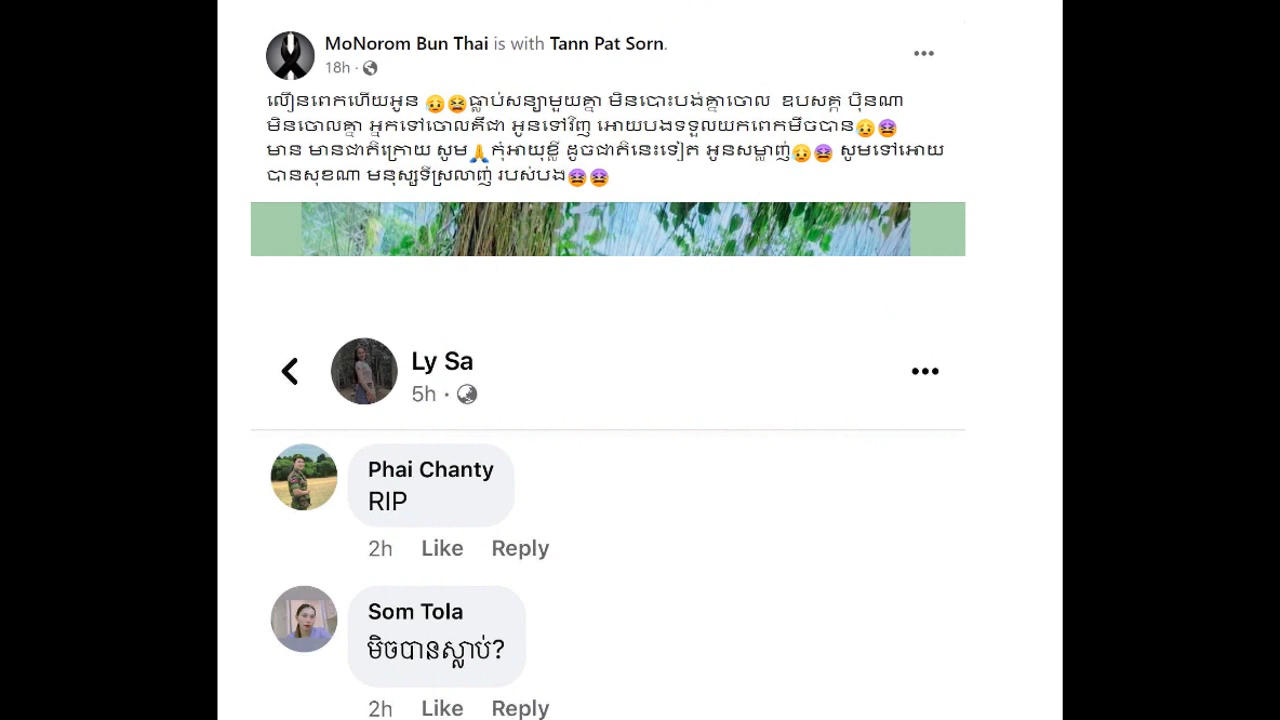 MoNorom Bun Thai is with Tann Pat Sorn.
18h ·
លឿនពេកហើយអូន 😥😫ធ្លាប់សន្យាមួយគ្នា មិនបោះបង់គ្នាចោល ឧបសគ្គ ប៉ិនណា
មិនចោលគ្នា អ្នកទៅចោលគឺជា អូនទៅវិញ អោយបងទទួលយកពេកមឹចបាន😥😫
មាន មានជាតិក្រោយ សូម🙏កុំអាយុខ្លី ដូចជាតិនេះទៀត អូនសម្លាញ់😥😫 សូមទៅអោយ
បានសុខណា មនុស្សទីស្រលាញ់ របស់បង😫😫
Ly Sa
5h ·
Phai Chanty
RIP
2h Like Reply
Som Tola
មិចបានស្លាប់?
2h Like Reply